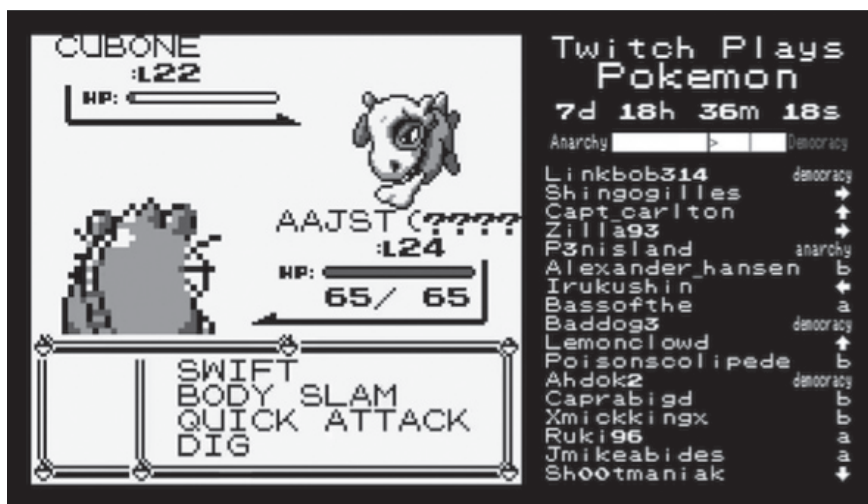 CUBONE
:L22
HP:
AAJST(????
:L24
HP:
65/ 65
SWIFT
BODY SLAM
QUICK ATTACK
DIG
Twitch Plays
Pokemon
7d 18h 36m 18s
Anarchy > Democracy
Linkbob314 democracy
Shingogilles →
Capt_carlton ↑
Zilla93 →
P3nisland anarchy
Alexander_hansen b
Irukushin ←
Bassofthe a
Baddog3 democracy
Lemonclowd ↑
Poisonscolipede b
Ahdok2 democracy
Caprabigd b
Xmickkingx b
Ruki96 a
Jmikeabides a
Sh00tmaniak ↓